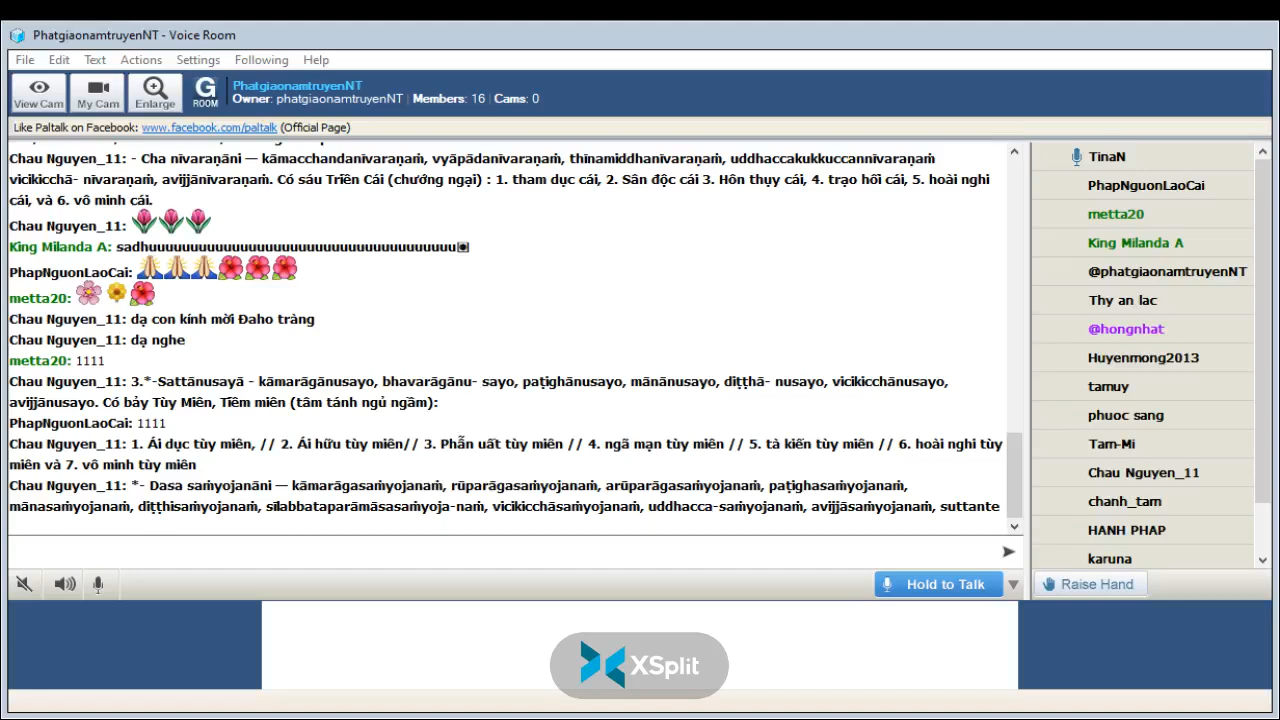 PhatgiaonamtruyenNT - Voice Room
File Edit Text Actions Settings Following Help
View Cam My Cam Enlarge G ROOM
PhatgiaonamtruyenNT
Owner: phatgiaonamtruyenNT Members: 16 Cams: 0
Like Paltalk on Facebook: www.facebook.com/paltalk (Official Page)
Chau Nguyen_11: - Cha nīvaraṇāni — kāmacchandanīvaraṇaṁ, vyāpādanīvaraṇaṁ, thīnamiddhanīvaraṇaṁ, uddhaccakukkuccannīvaraṇaṁ
vicikicchā- nīvaraṇaṁ, avijjānīvaraṇaṁ. Có sáu Triền Cái (chướng ngại) : 1. tham dục cái, 2. Sân độc cái 3. Hôn thụy cái, 4. trạo hối cái, 5. hoài nghi
cái, và 6. vô minh cái.
Chau Nguyen_11:
King Milanda A: sadhuuuuuuuuuuuuuuuuuuuuuuuuuuuuuuuuuuuuuu
PhapNguonLaoCai:
metta20:
Chau Nguyen_11: dạ con kính mời Đaho tràng
Chau Nguyen_11: dạ nghe
metta20: 1111
Chau Nguyen_11: 3.*-Sattānusayā - kāmarāgānusayo, bhavarāgānu- sayo, paṭighānusayo, mānānusayo, diṭṭhā- nusayo, vicikicchānusayo,
avijjānusayo. Có bảy Tùy Miên, Tiềm miên (tâm tánh ngủ ngầm):
PhapNguonLaoCai: 1111
Chau Nguyen_11: 1. Ái dục tùy miên, // 2. Ái hữu tùy miên// 3. Phẫn uất tùy miên // 4. ngã mạn tùy miên // 5. tà kiến tùy miên // 6. hoài nghi tùy
miên và 7. vô minh tùy miên
Chau Nguyen_11: *- Dasa saṁyojanāni — kāmarāgasaṁyojanaṁ, rūparāgasaṁyojanaṁ, arūparāgasaṁyojanaṁ, paṭighasaṁyojanaṁ,
mānasaṁyojanaṁ, diṭṭhisaṁyojanaṁ, sīlabbataparāmāsasaṁyoja-naṁ, vicikicchāsaṁyojanaṁ, uddhacca-saṁyojanaṁ, avijjāsaṁyojanaṁ, suttante
TinaN
PhapNguonLaoCai
metta20
King Milanda A
@phatgiaonamtruyenNT
Thy an lac
@hongnhat
Huyenmong2013
tamuy
phuoc sang
Tam-Mi
Chau Nguyen_11
chanh_tam
HANH PHAP
karuna
Hold to Talk
Raise Hand
XSplit